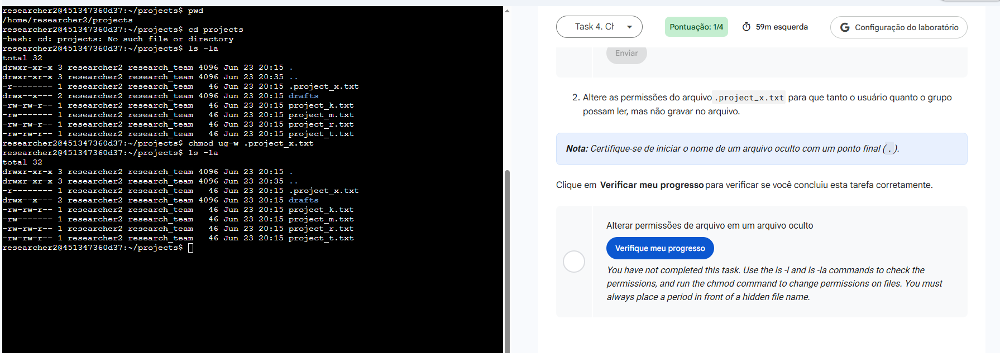 researcher2@451347360d37:~/projects$ pwd
/home/researcher2/projects
researcher2@451347360d37:~/projects$ cd projects
-bash: cd: projects: No such file or directory
researcher2@451347360d37:~/projects$ ls -la
total 32
drwxr-xr-x 3 researcher2 research_team 4096 Jun 23 20:15 .
drwxr-xr-x 3 researcher2 research_team 4096 Jun 23 20:35 ..
-r-------- 1 researcher2 research_team   46 Jun 23 20:15 .project_x.txt
drwx--x--- 2 researcher2 research_team 4096 Jun 23 20:15 drafts
-rw-rw-r-- 1 researcher2 research_team   46 Jun 23 20:15 project_k.txt
-rw------- 1 researcher2 research_team   46 Jun 23 20:15 project_m.txt
-rw-rw-r-- 1 researcher2 research_team   46 Jun 23 20:15 project_r.txt
-rw-rw-r-- 1 researcher2 research_team   46 Jun 23 20:15 project_t.txt
researcher2@451347360d37:~/projects$ chmod ug-w .project_x.txt
researcher2@451347360d37:~/projects$ ls -la
total 32
drwxr-xr-x 3 researcher2 research_team 4096 Jun 23 20:15 .
drwxr-xr-x 3 researcher2 research_team 4096 Jun 23 20:35 ..
-r-------- 1 researcher2 research_team   46 Jun 23 20:15 .project_x.txt
drwx--x--- 2 researcher2 research_team 4096 Jun 23 20:15 drafts
-rw-rw-r-- 1 researcher2 research_team   46 Jun 23 20:15 project_k.txt
-rw------- 1 researcher2 research_team   46 Jun 23 20:15 project_m.txt
-rw-rw-r-- 1 researcher2 research_team   46 Jun 23 20:15 project_r.txt
-rw-rw-r-- 1 researcher2 research_team   46 Jun 23 20:15 project_t.txt
researcher2@451347360d37:~/projects$
Task 4. Ch
Pontuação: 1/4
59m esquerda
G Configuração do laboratório
Enviar
2. Altere as permissões do arquivo .project_x.txt para que tanto o usuário quanto o grupo
possam ler, mas não gravar no arquivo.
Nota: Certifique-se de iniciar o nome de um arquivo oculto com um ponto final ( . ).
Clique em Verificar meu progresso para verificar se você concluiu esta tarefa corretamente.
Alterar permissões de arquivo em um arquivo oculto
Verifique meu progresso
You have not completed this task. Use the ls -l and ls -la commands to check the
permissions, and run the chmod command to change permissions on files. You must
always place a period in front of a hidden file name.